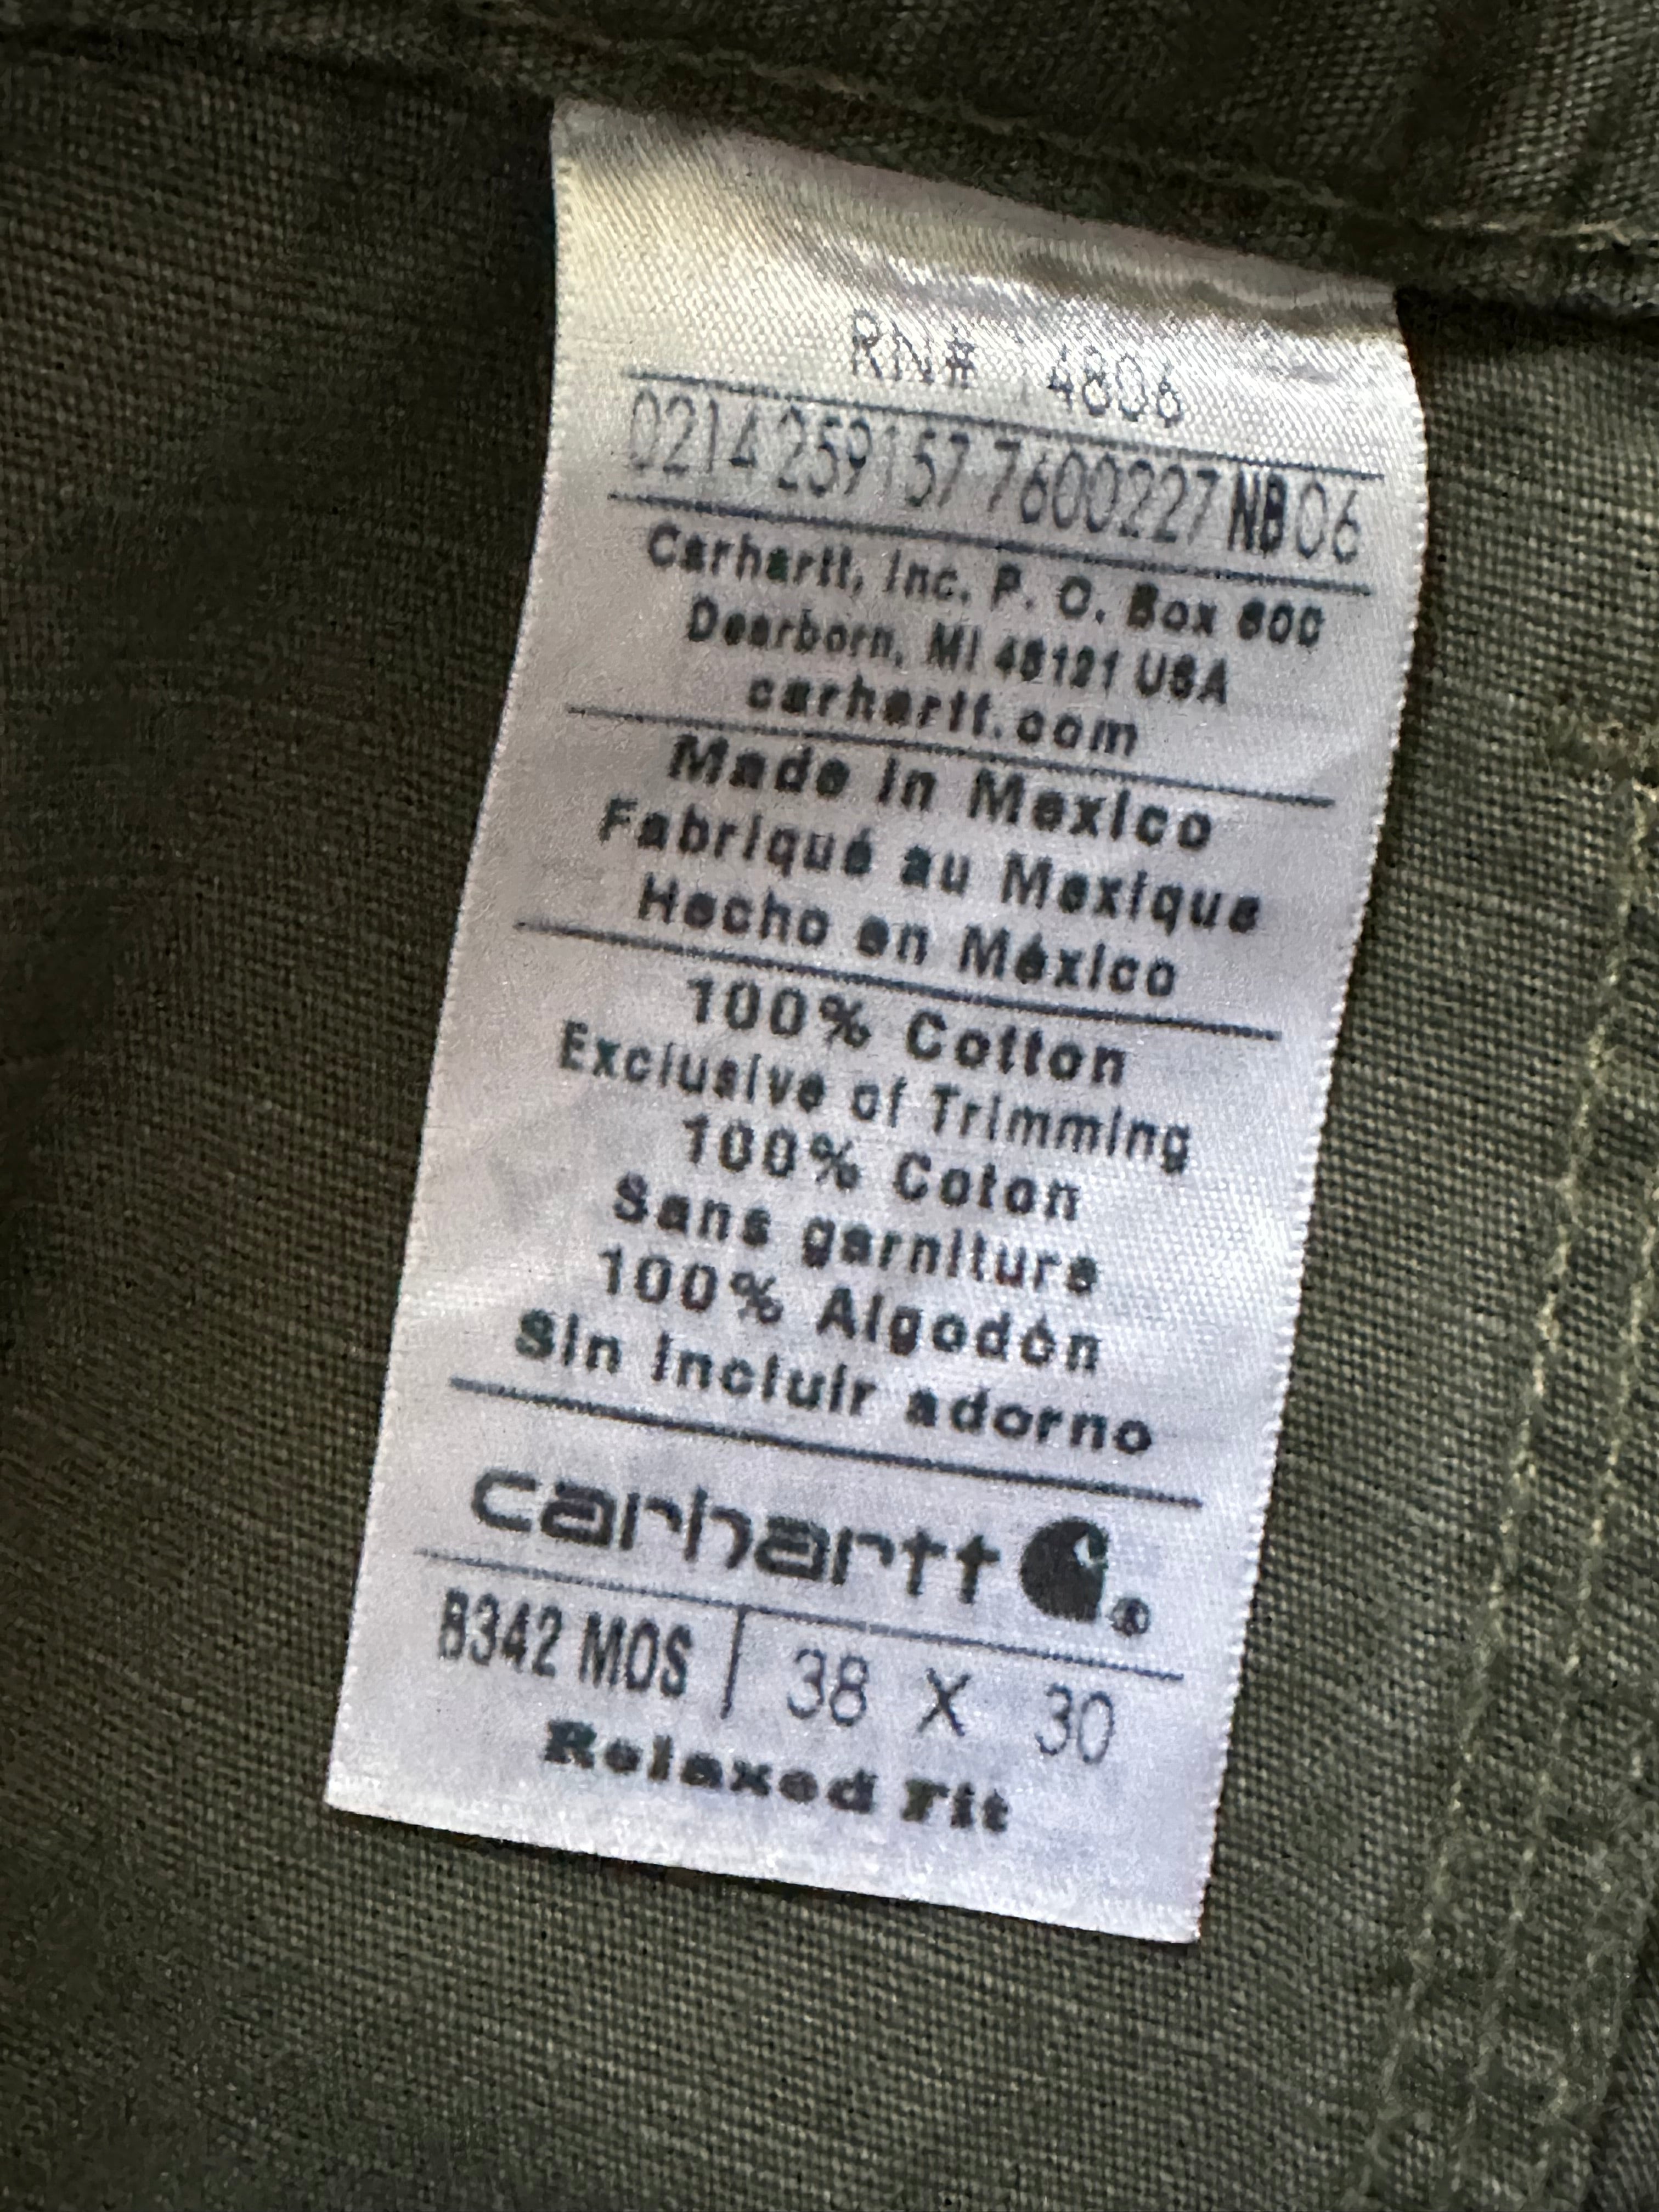 RN# 14806
0214 259157 7600227 NB 06
Carhartt, Inc. P. O. Box 600
Dearborn, MI 48121 USA
carhartt.com
Made in Mexico
Fabriqué au Mexique
Hecho en México
100% Cotton
Exclusive of Trimming
100% Coton
Sans garniture
100% Algodón
Sin incluir adorno
carhartt ®
B342 MOS | 38 X 30
Relaxed Fit